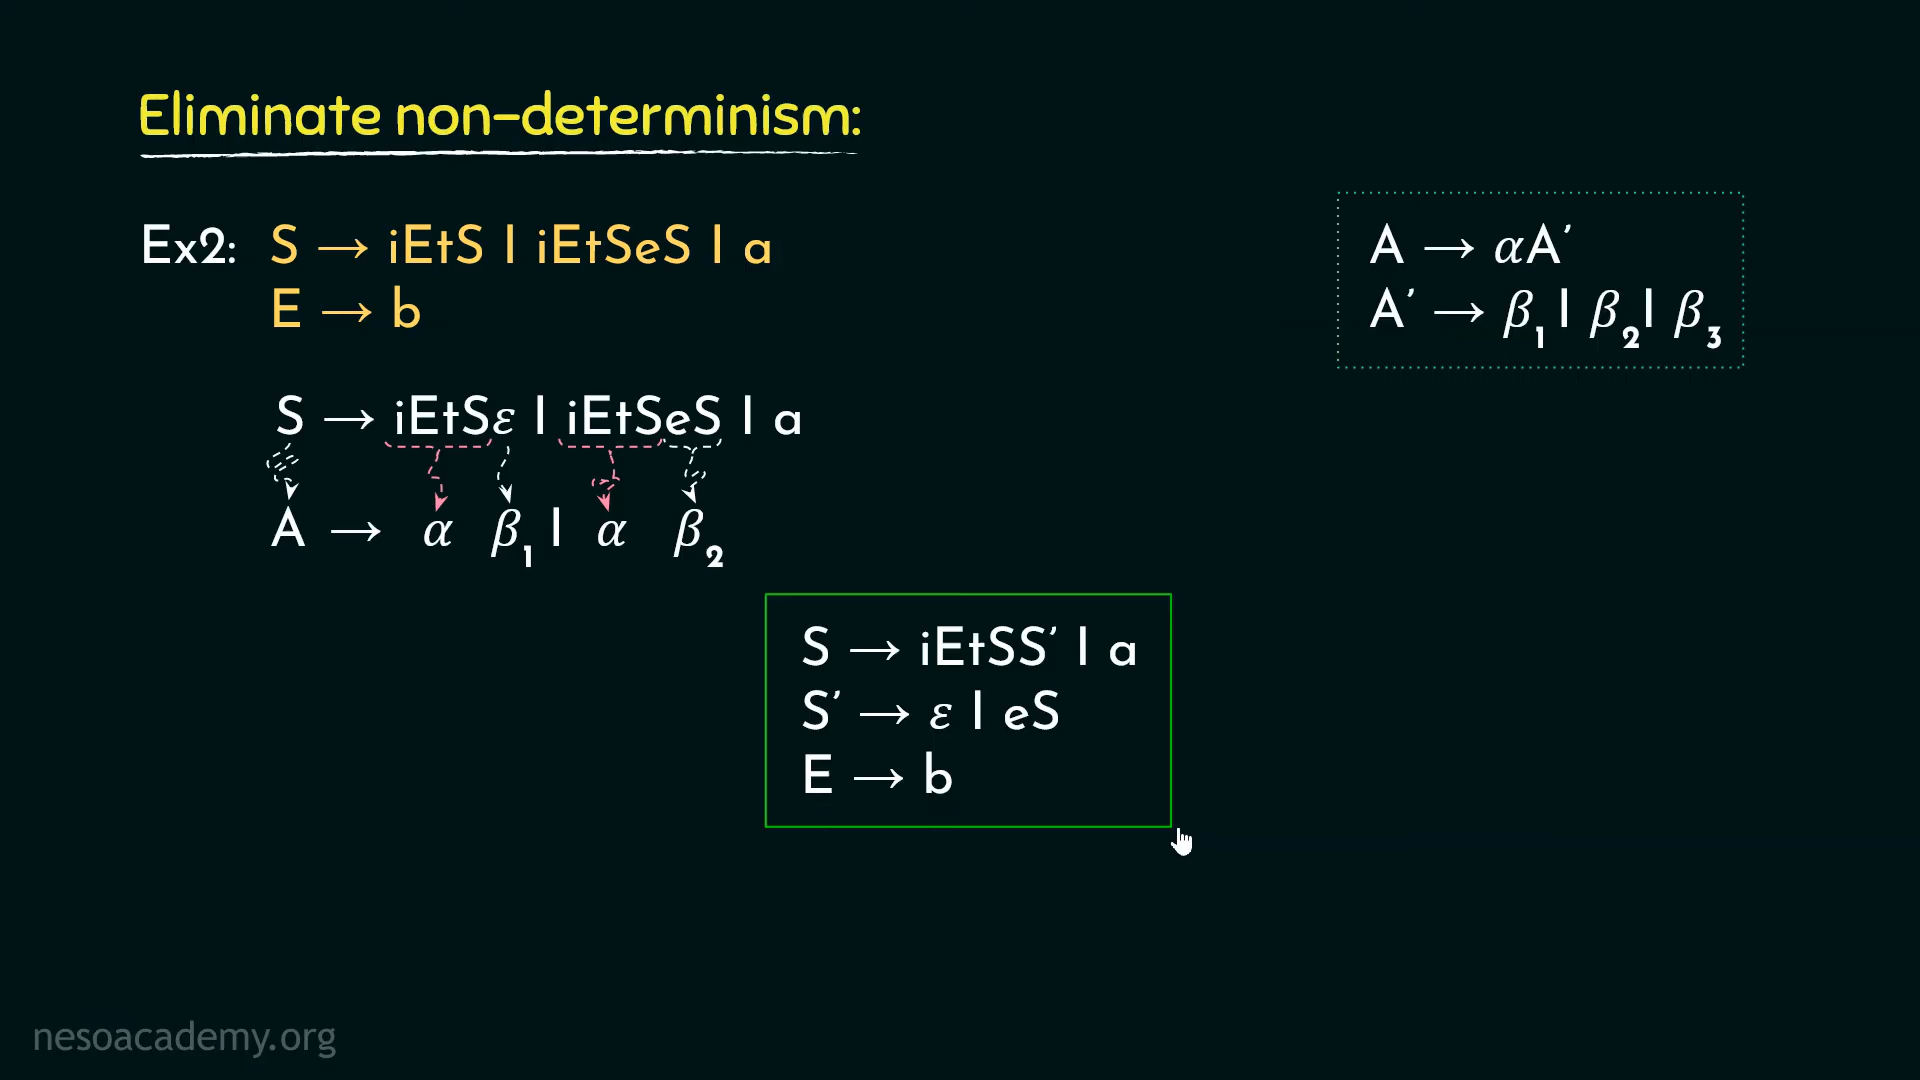 Eliminate non-determinism:
Ex2: S → iEtS | iEtSeS | a
E → b
A → αA’
A’ → β₁ | β₂ | β₃
S → iEtSε | iEtSeS | a
A → α β₁ | α β₂
S → iEtSS’ | a
S’ → ε | eS
E → b
nesoacademy.org